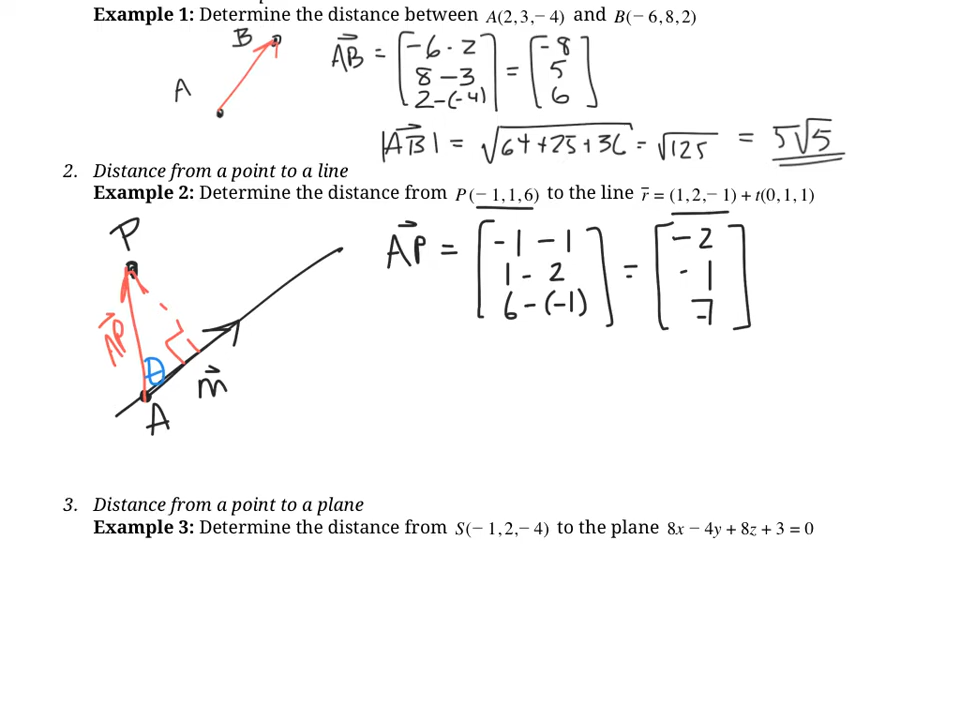 Example 1: Determine the distance between A(2,3,−4) and B(−6,8,2)
B
A
AB⃗ = [−6 - 2
8 − 3
2−(−4)] = [−8
5
6]
|AB⃗| = √64+25+36 = √125 = 5√5
2. Distance from a point to a line
Example 2: Determine the distance from P(−1,1,6) to the line r̄ = (1,2,−1) + t(0,1,1)
P
AP⃗ = [−1 − 1
1 - 2
6−(−1)] = [−2
-1
7]
AP⃗
θ
m⃗
A
3. Distance from a point to a plane
Example 3: Determine the distance from S(−1,2,−4) to the plane 8x − 4y + 8z + 3 = 0